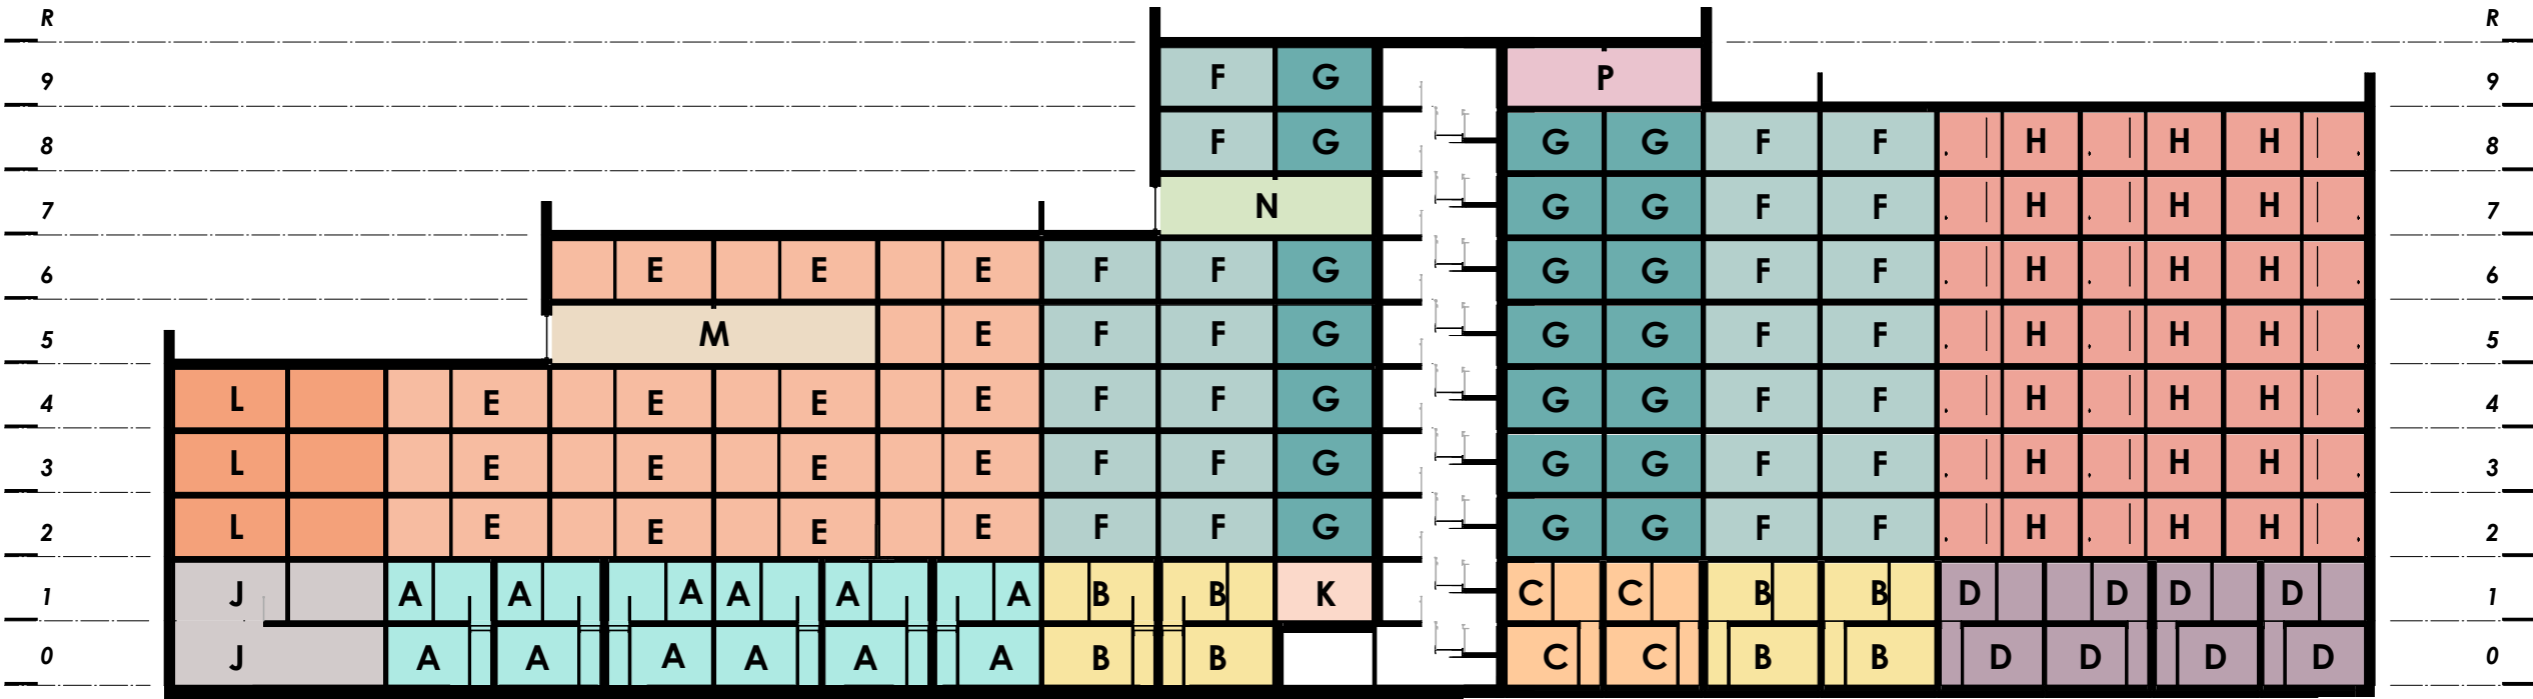 R R
9 F G P 9
8 F G G G F F H H H 8
7 N G G F F H H H 7
6 E E E F F G G G F F H H H 6
5 M E F F G G G F F H H H 5
4 L E E E E F F G G G F F H H H 4
3 L E E E E F F G G G F F H H H 3
2 L E E E E F F G G G F F H H H 2
1 J A A A A A A B B K C C B B D D D D 1
0 J A A A A A A B B C C B B D D D D 0